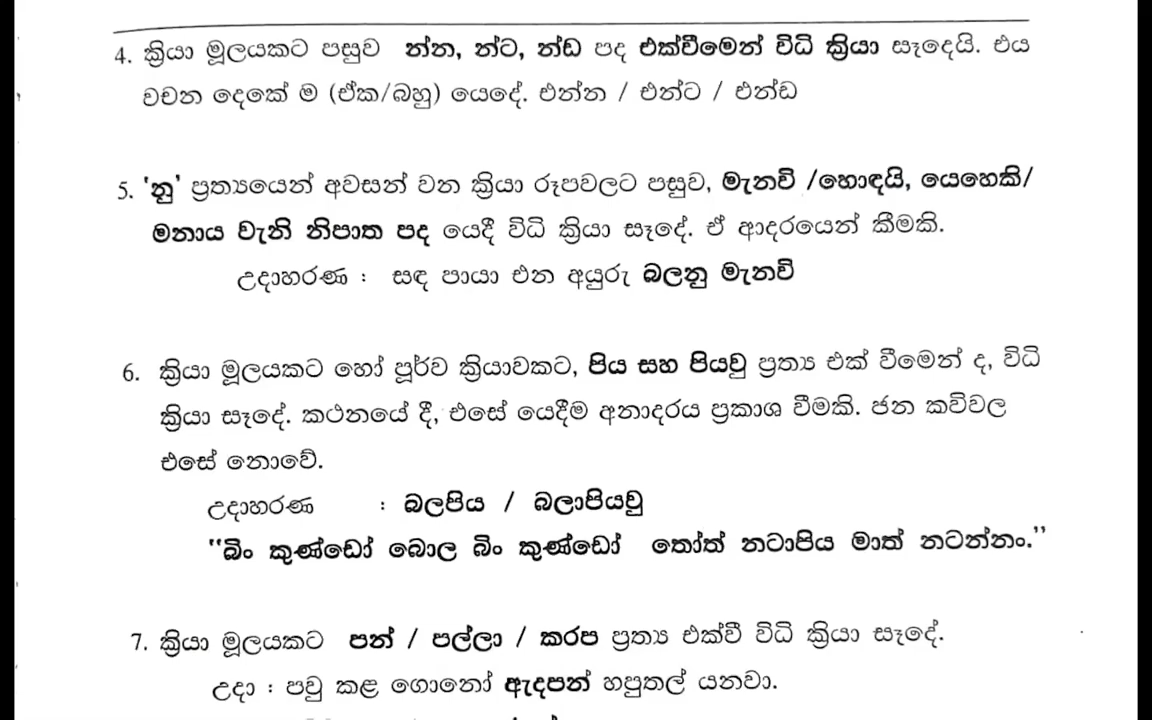 4. ක්‍රියා මූලයකට පසුව න්න, න්ට, න්ඩ පද එක්වීමෙන් විධි ක්‍රියා සෑදෙයි. එය
වචන දෙකේ ම (ඒක/බහු) යෙදේ. එන්න / එන්ට / එන්ඩ
5. 'නු' ප්‍රත්‍යයෙන් අවසන් වන ක්‍රියා රූපවලට පසුව, මැනවි /හොඳයි, යෙහෙකි/
මනාය වැනි නිපාත පද යෙදී විධි ක්‍රියා සෑදේ. ඒ ආදරයෙන් කීමකි.
උදාහරණ : සඳ පායා එන අයුරු බලනු මැනවි
6. ක්‍රියා මූලයකට හෝ පූර්ව ක්‍රියාවකට, පිය සහ පියවු ප්‍රත්‍ය එක් වීමෙන් ද, විධි
ක්‍රියා සෑදේ. කථනයේ දී, එසේ යෙදීම අනාදරය ප්‍රකාශ වීමකි. ජන කවිවල
එසේ නොවේ.
උදාහරණ : බලපිය / බලාපියවු
"බිං කුණ්ඩෝ බොල බිං කුණ්ඩෝ තෝත් නටාපිය මාත් නටන්නං."
7. ක්‍රියා මූලයකට පන් / පල්ලා / කරප ප්‍රත්‍ය එක්වී විධි ක්‍රියා සෑදේ.
උදා : පවු කළ ගොනෝ ඇදපන් හපුතල් යනවා.